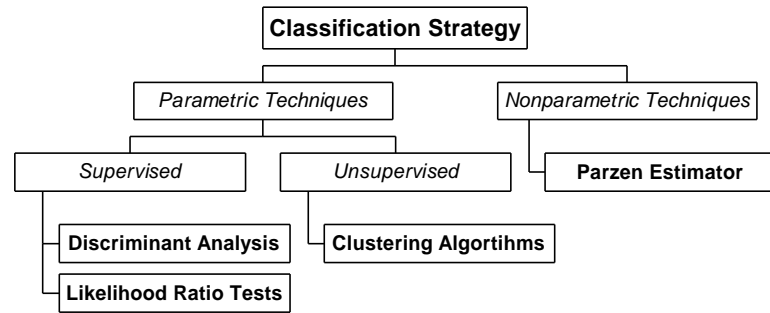 Classification Strategy
Parametric Techniques
Nonparametric Techniques
Supervised
Unsupervised
Parzen Estimator
Discriminant Analysis
Clustering Algortihms
Likelihood Ratio Tests